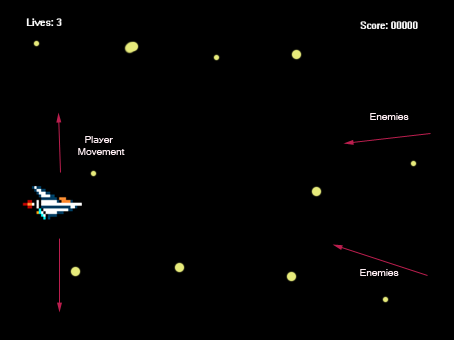 Lives: 3
Score: 00000
Enemies
Player
Movement
Enemies